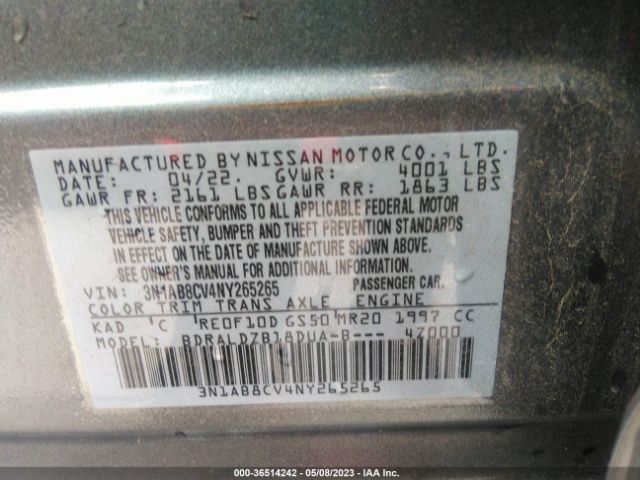 MANUFACTURED BY NISSAN MOTOR CO., LTD.
DATE: 04/22. GVWR: 4001 LBS
GAWR FR: 2161 LBS GAWR RR: 1863 LBS
THIS VEHICLE CONFORMS TO ALL APPLICABLE FEDERAL MOTOR
VEHICLE SAFETY, BUMPER AND THEFT PREVENTION STANDARDS
IN EFFECT ON THE DATE OF MANUFACTURE SHOWN ABOVE.
SEE OWNER'S MANUAL FOR ADDITIONAL INFORMATION.
VIN: 3N1AB8CV4NY265265 PASSENGER CAR.
COLOR TRIM TRANS AXLE ENGINE
KAD 'C RE0F10D GS50 MR20 1997 CC
MODEL: BDRALDZB18DUA-B--- 47000
3N1AB8CV4NY265265
000-36514242 - 05/08/2023 - IAA Inc.